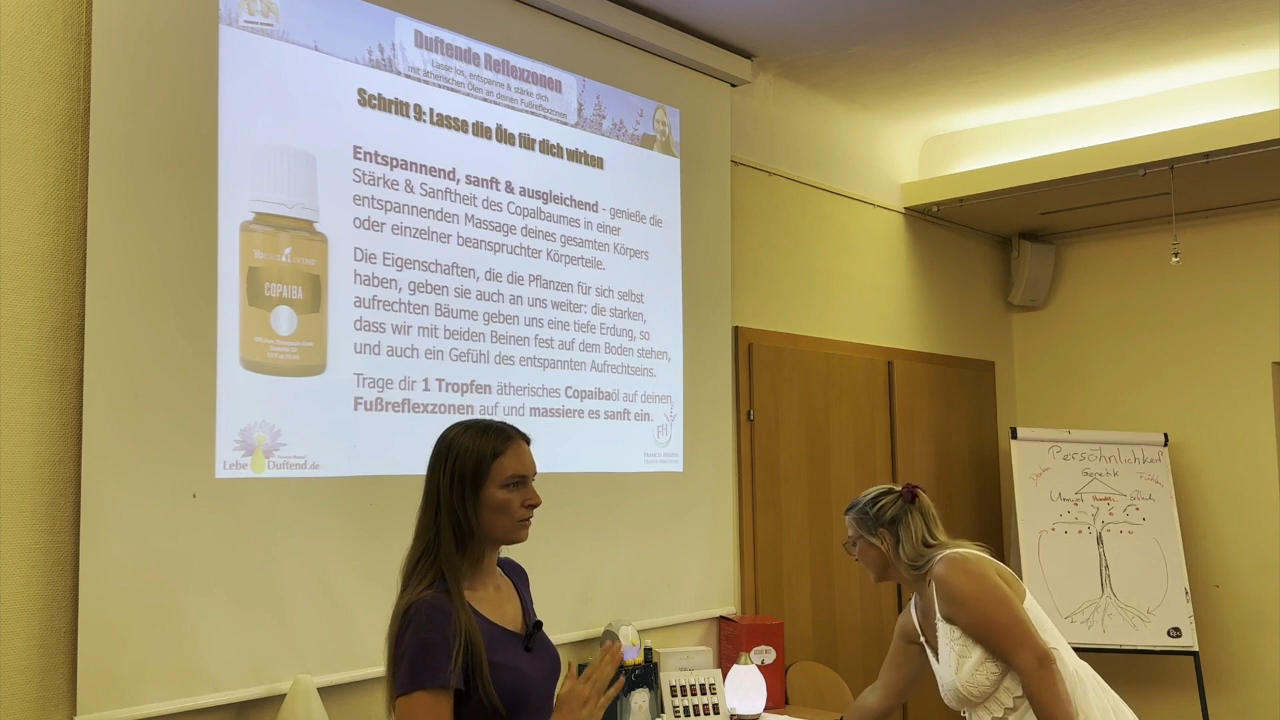 Duftende Reflexzonen
Lasse los, entspanne & stärke dich
mit ätherischen Ölen an deinen Fußreflexzonen
Schritt 9: Lasse die Öle für dich wirken
Entspannend, sanft & ausgleichend - genieße die
Stärke & Sanftheit des Copalbaumes in einer
entspannenden Massage deines gesamten Körpers
oder einzelner beanspruchter Körperteile.
Die Eigenschaften, die die Pflanzen für sich selbst
haben, geben sie auch an uns weiter: die starken,
aufrechten Bäume geben uns eine tiefe Erdung, so
dass wir mit beiden Beinen fest auf dem Boden stehen,
und auch ein Gefühl des entspannten Aufrechtseins.
Trage dir 1 Tropfen ätherisches Copaibaöl auf deinen
Fußreflexzonen auf und massiere es sanft ein.
YOUNG LIVING
COPAIBA
Lebe Duftend.de
FH
Persöhnlichkeit
Genetik
Denken
Fühlen
Umwelt